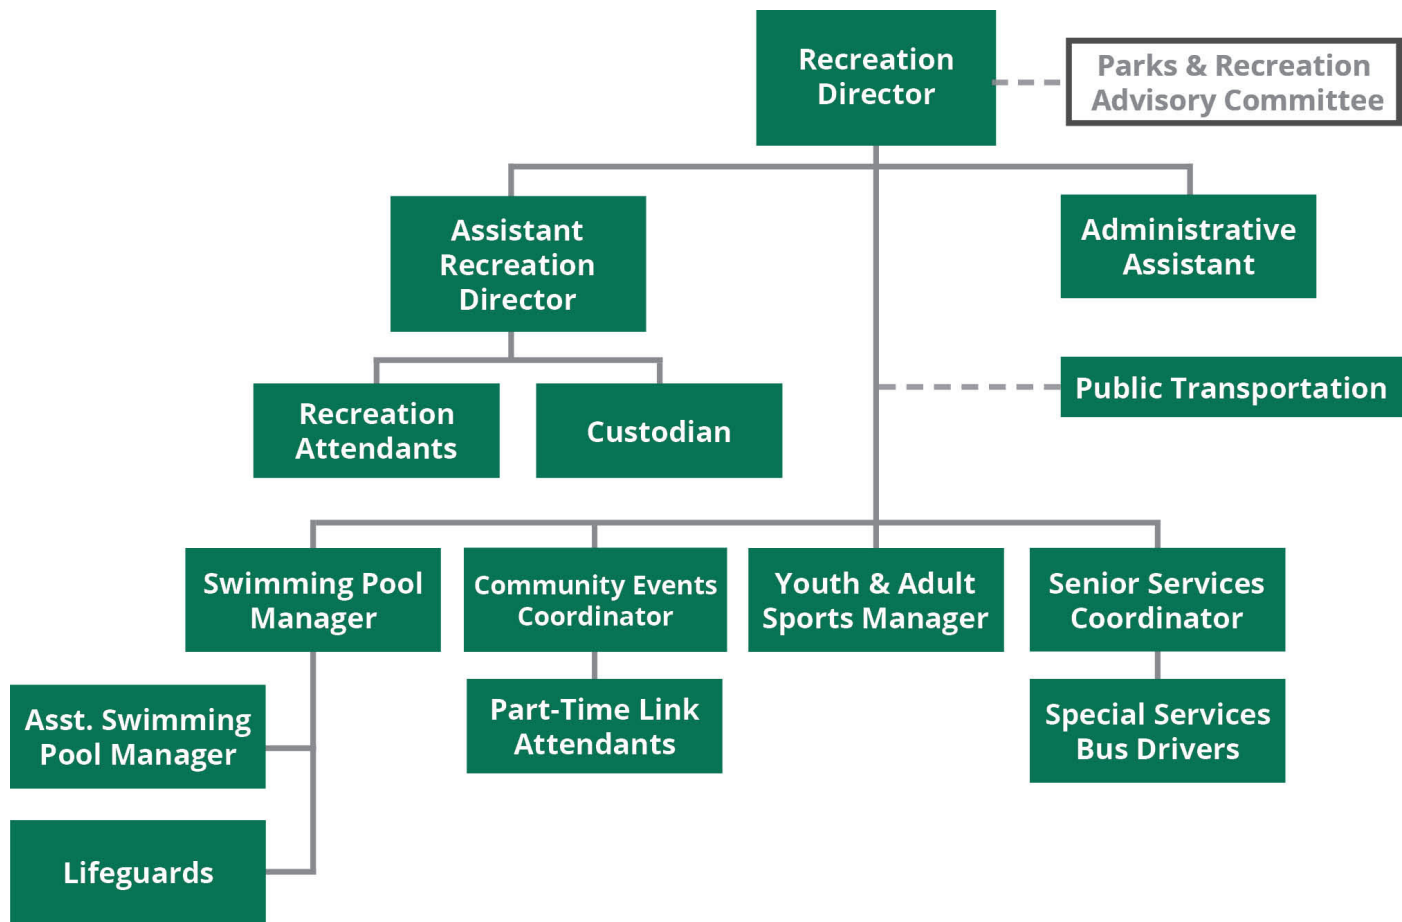 Recreation
Director
Parks & Recreation
Advisory Committee
Assistant
Recreation
Director
Administrative
Assistant
Recreation
Attendants
Custodian
Public Transportation
Swimming Pool
Manager
Community Events
Coordinator
Youth & Adult
Sports Manager
Senior Services
Coordinator
Asst. Swimming
Pool Manager
Part-Time Link
Attendants
Special Services
Bus Drivers
Lifeguards